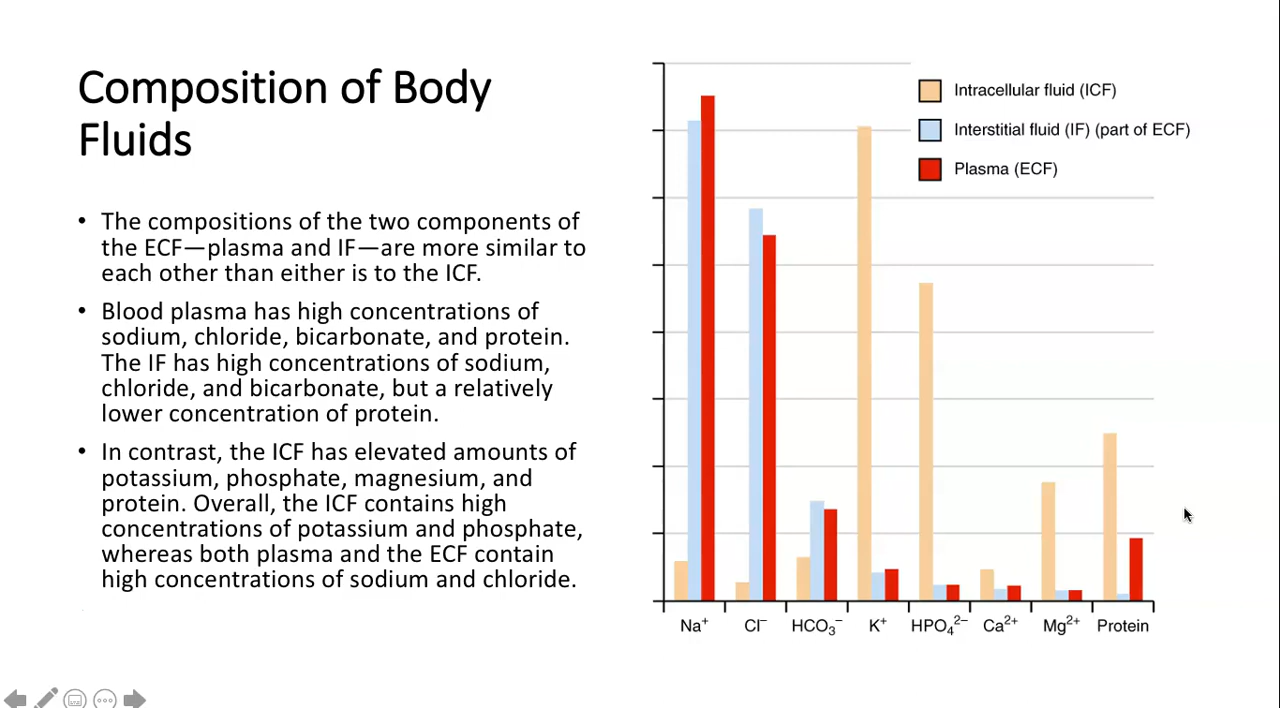 Composition of Body
Fluids
• The compositions of the two components of
the ECF—plasma and IF—are more similar to
each other than either is to the ICF.
• Blood plasma has high concentrations of
sodium, chloride, bicarbonate, and protein.
The IF has high concentrations of sodium,
chloride, and bicarbonate, but a relatively
lower concentration of protein.
• In contrast, the ICF has elevated amounts of
potassium, phosphate, magnesium, and
protein. Overall, the ICF contains high
concentrations of potassium and phosphate,
whereas both plasma and the ECF contain
high concentrations of sodium and chloride.
Intracellular fluid (ICF)
Interstitial fluid (IF) (part of ECF)
Plasma (ECF)
Na⁺ Cl⁻ HCO₃⁻ K⁺ HPO₄²⁻ Ca²⁺ Mg²⁺ Protein